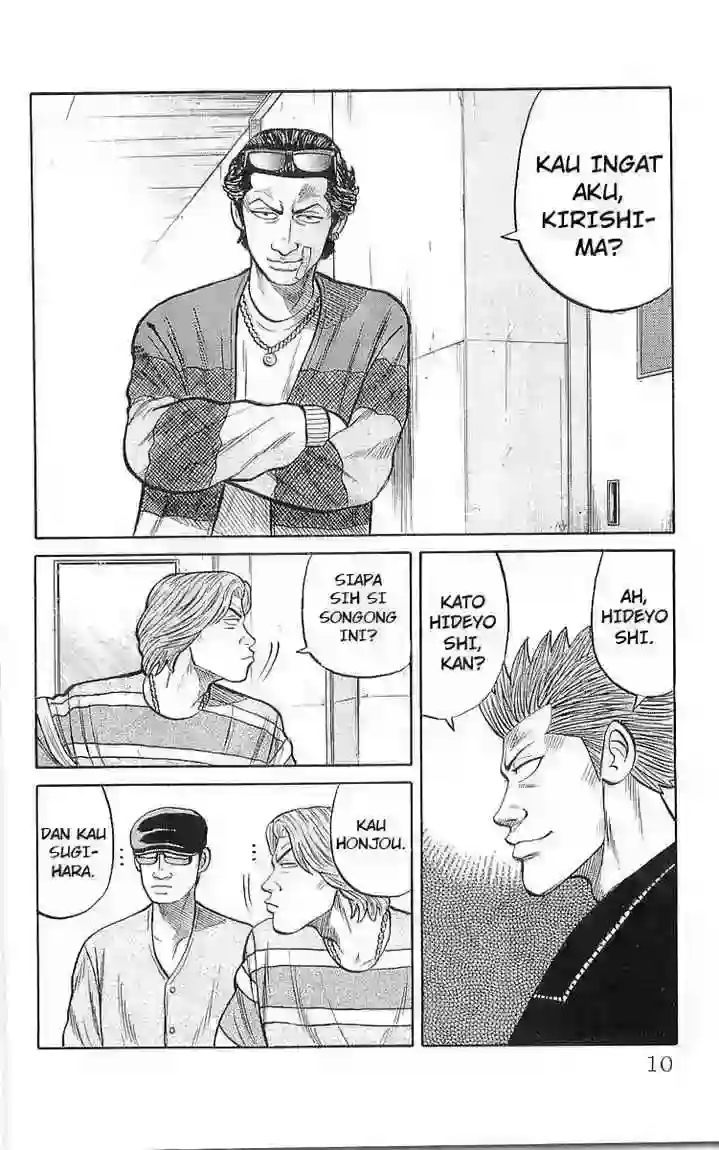 KAU INGAT
AKU,
KIRISHI-
MA?
AH,
HIDEYO
SHI.
KATO
HIDEYO
SHI,
KAN?
SIAPA
SIH SI
SONGONG
INI?
KAU
HONJOU.
...
...
DAN KAU
SUGI-
HARA.
10